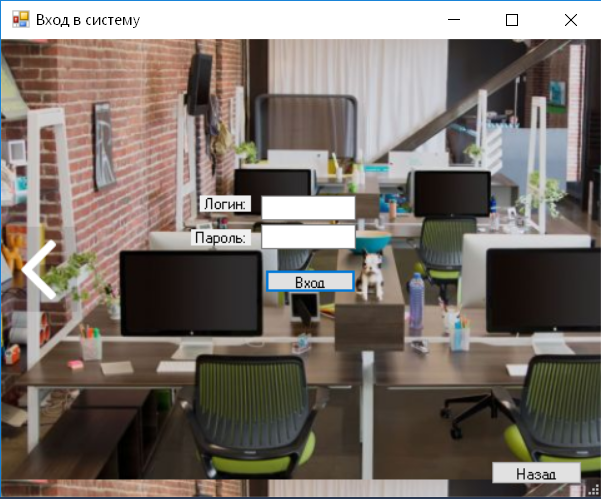 Вход в систему
Логин:
Пароль:
Вход
Назад